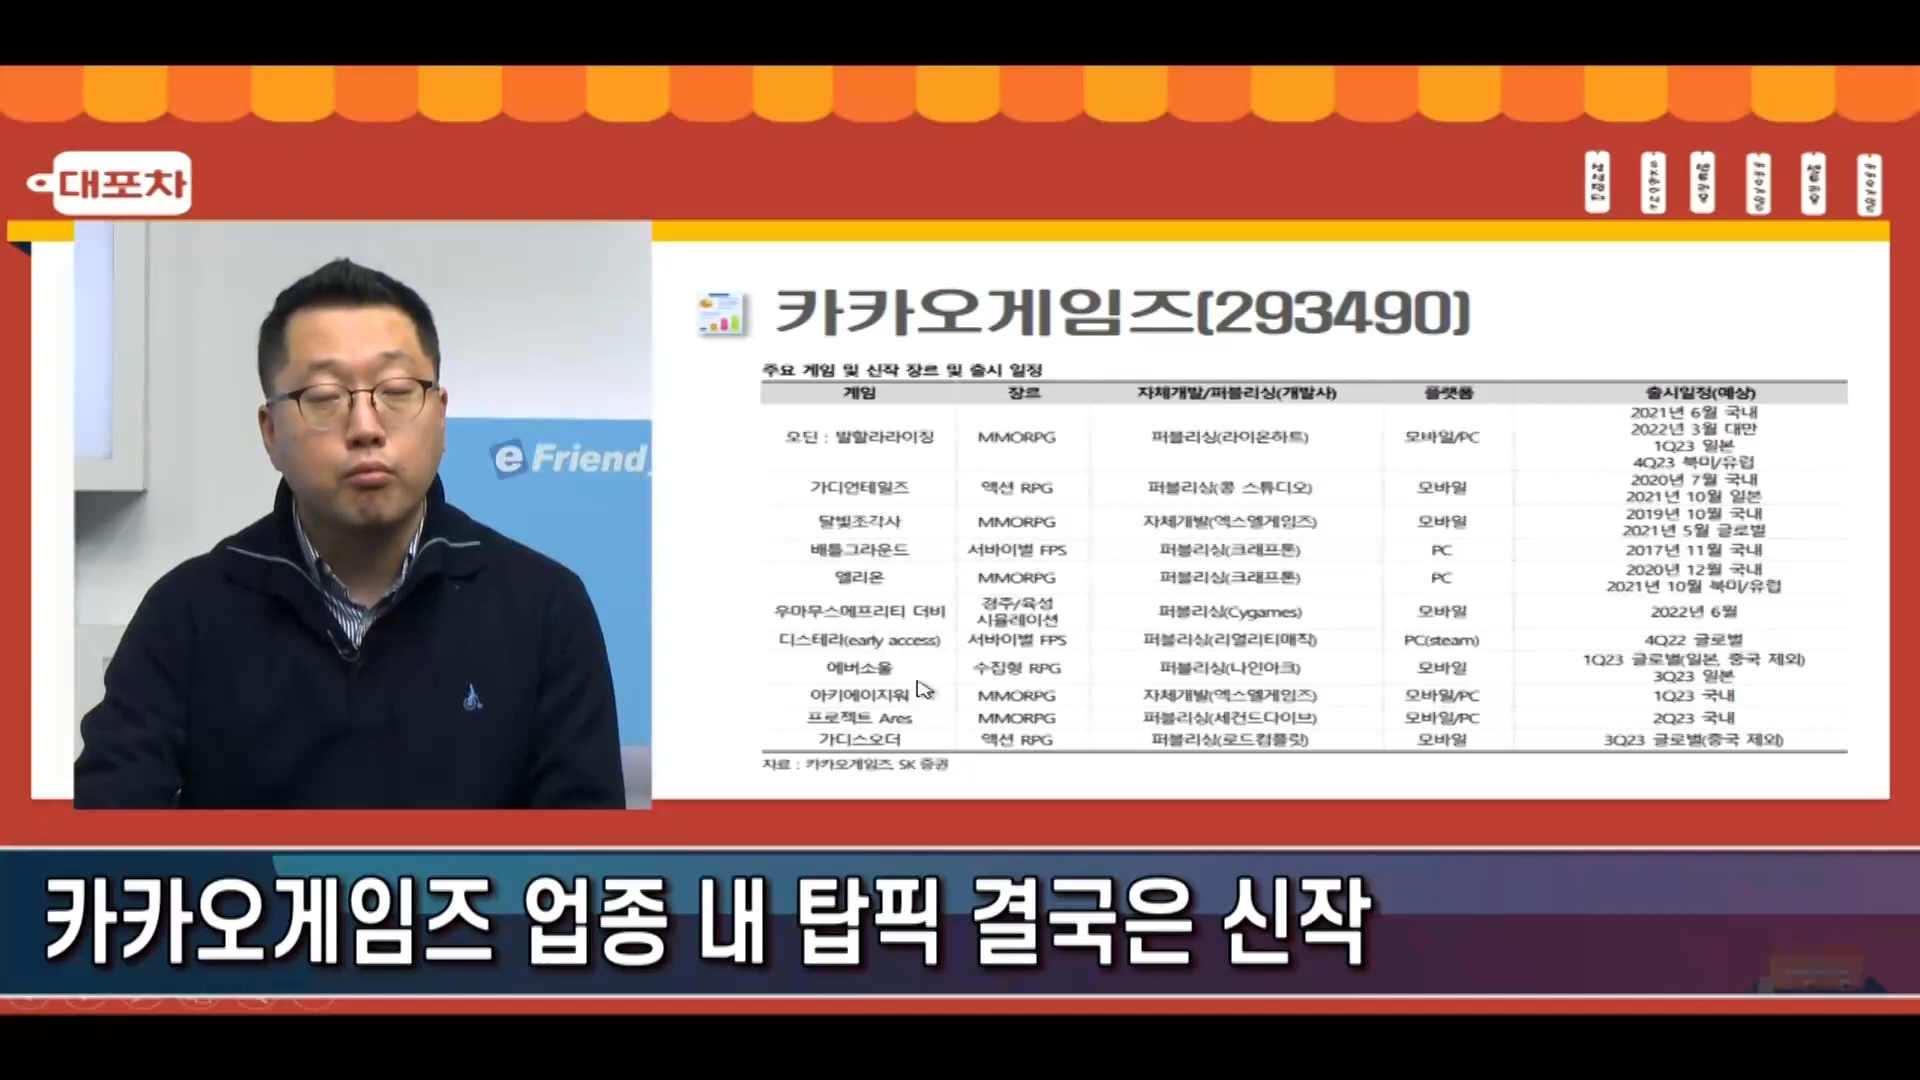 대포차
e Friend
카카오게임즈(293490)
주요 게임 및 신작 장르 및 출시 일정
게임 장르 자체개발/퍼블리싱(개발사) 플랫폼 출시일정(예상)
오딘 : 발할라라이징 MMORPG 퍼블리싱(라이온하트) 모바일/PC 2021년 6월 국내
2022년 3월 대만
1Q23 일본
4Q23 북미/유럽
가디언테일즈 액션 RPG 퍼블리싱(콩 스튜디오) 모바일 2020년 7월 국내
2021년 10월 일본
달빛조각사 MMORPG 자체개발(엑스엘게임즈) 모바일 2019년 10월 국내
2021년 5월 글로벌
배틀그라운드 서바이벌 FPS 퍼블리싱(크래프톤) PC 2017년 11월 국내
엘리온 MMORPG 퍼블리싱(크래프톤) PC 2020년 12월 국내
2021년 10월 북미/유럽
우마무스메프리티 더비 경주/육성
시뮬레이션 퍼블리싱(Cygames) 모바일 2022년 6월
디스테라(early access) 서바이벌 FPS 퍼블리싱(리얼리티매직) PC(steam) 4Q22 글로벌
에버소울 수집형 RPG 퍼블리싱(나인아크) 모바일 1Q23 글로벌(일본, 중국 제외)
3Q23 일본
아키에이지워 MMORPG 자체개발(엑스엘게임즈) 모바일/PC 1Q23 국내
프로젝트 Ares MMORPG 퍼블리싱(세컨드다이브) 모바일/PC 2Q23 국내
가디스오더 액션 RPG 퍼블리싱(로드컴플릿) 모바일 3Q23 글로벌(중국 제외)
자료 : 카카오게임즈, SK 증권
카카오게임즈 업종 내 탑픽 결국은 신작